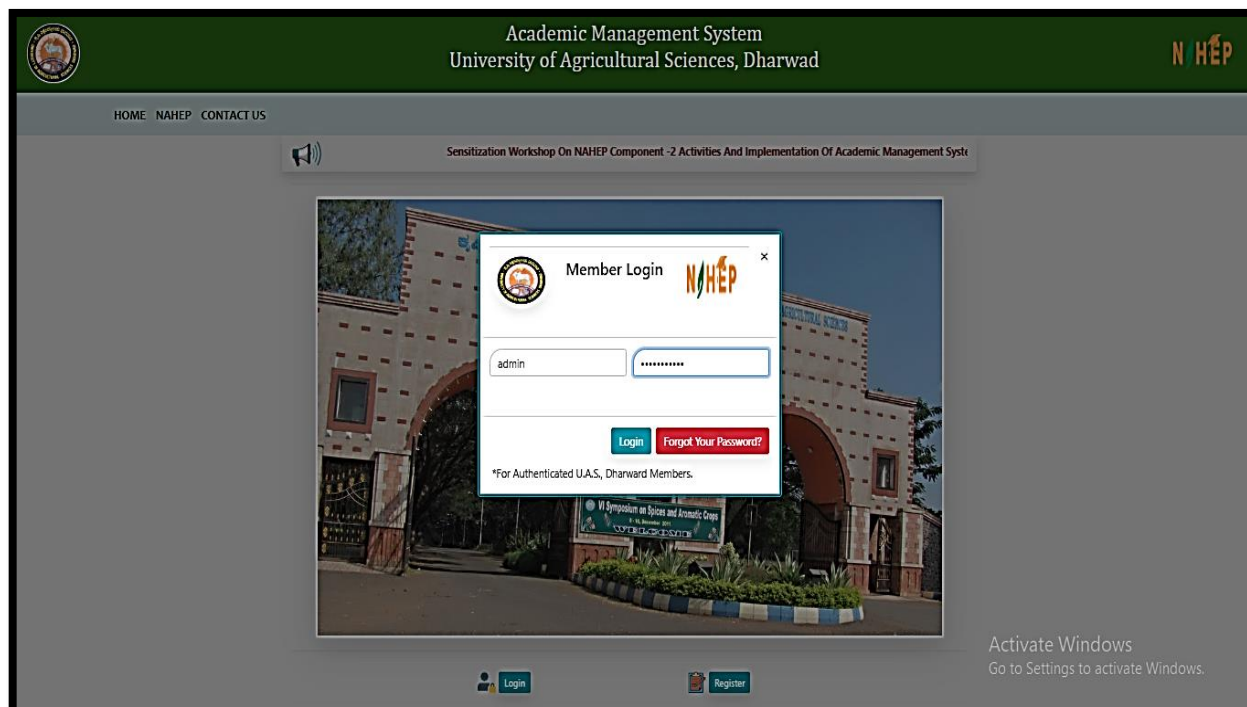 Academic Management System
University of Agricultural Sciences, Dharwad
NAHEP
HOME NAHEP CONTACT US
Sensitization Workshop On NAHEP Component -2 Activities And Implementation Of Academic Management Syste
Member Login
NAHEP
×
admin
•••••••••••
Login Forgot Your Password?
*For Authenticated U.A.S., Dharward Members.
VI Symposium on Spices and Aromatic Crops
WELCOME
Activate Windows
Go to Settings to activate Windows.
Login Register